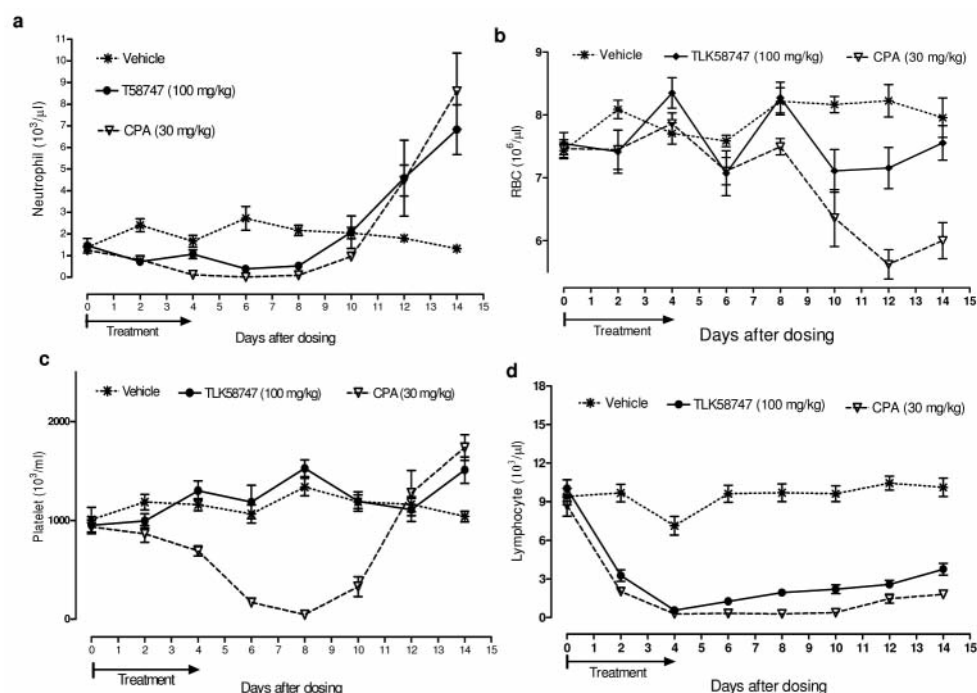 a
Neutrophil (10³/µl)
11
10
9
8
7
6
5
4
3
2
1
0
Vehicle
T58747 (100 mg/kg)
CPA (30 mg/kg)
0 1 2 3 4 5 6 7 8 9 10 11 12 13 14 15
Treatment
Days after dosing
b
Vehicle TLK58747 (100 mg/kg) CPA (30 mg/kg)
RBC (10⁶/µl)
9
8
7
6
0 1 2 3 4 5 6 7 8 9 10 11 12 13 14 15
Treatment
Days after dosing
c
Vehicle TLK58747 (100 mg/kg) CPA (30 mg/kg)
Platelet (10³/ml)
2000
1000
0
0 1 2 3 4 5 6 7 8 9 10 11 12 13 14 15
Treatment
Days after dosing
d
Vehicle TLK58747 (100 mg/kg) CPA (30 mg/kg)
Lymphocyte (10³/µl)
18
15
12
9
6
3
0
0 1 2 3 4 5 6 7 8 9 10 11 12 13 14 15
Treatment
Days after dosing